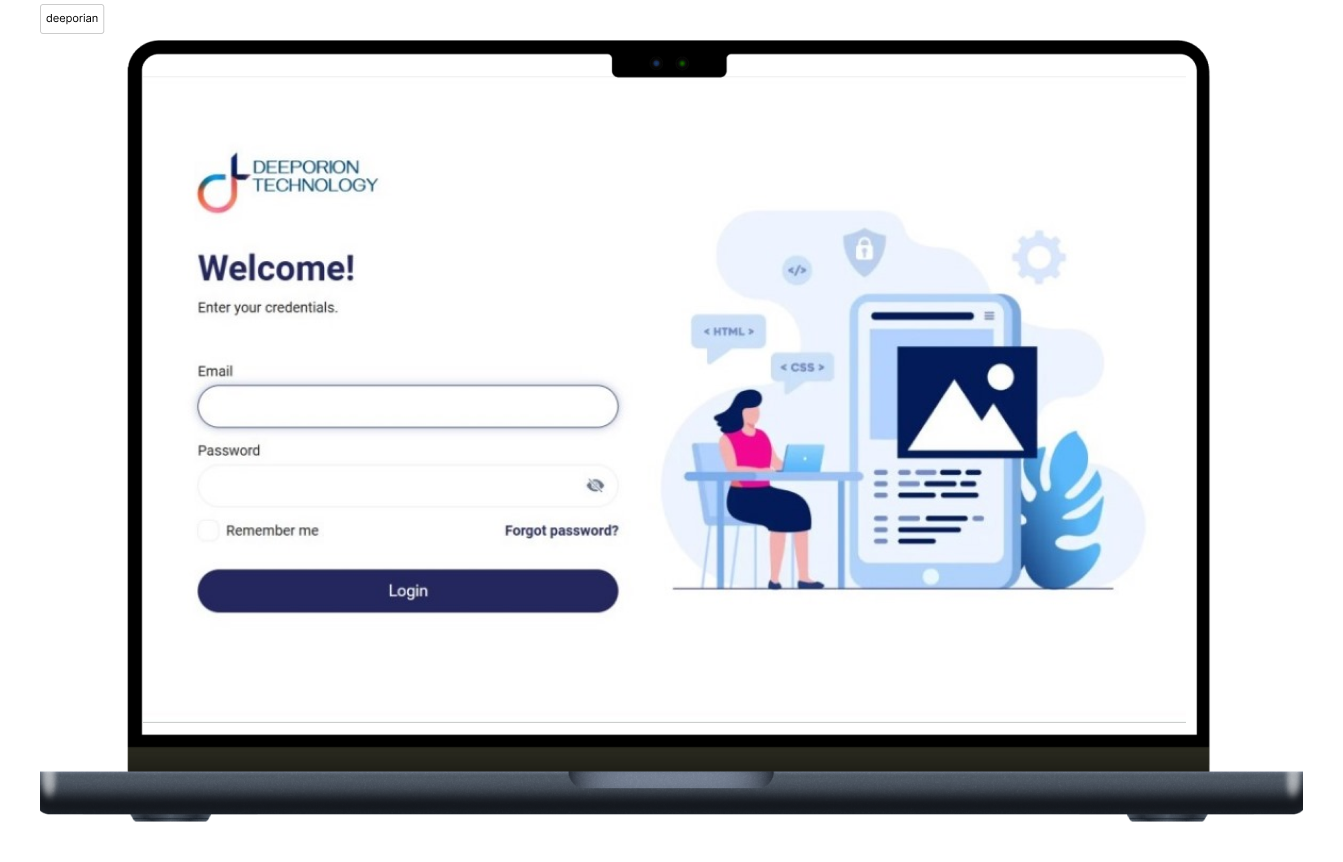 deeporian
DEEPORION
TECHNOLOGY
Welcome!
Enter your credentials.
Email
Password
Remember me
Forgot password?
Login
</>
< HTML >
< CSS >